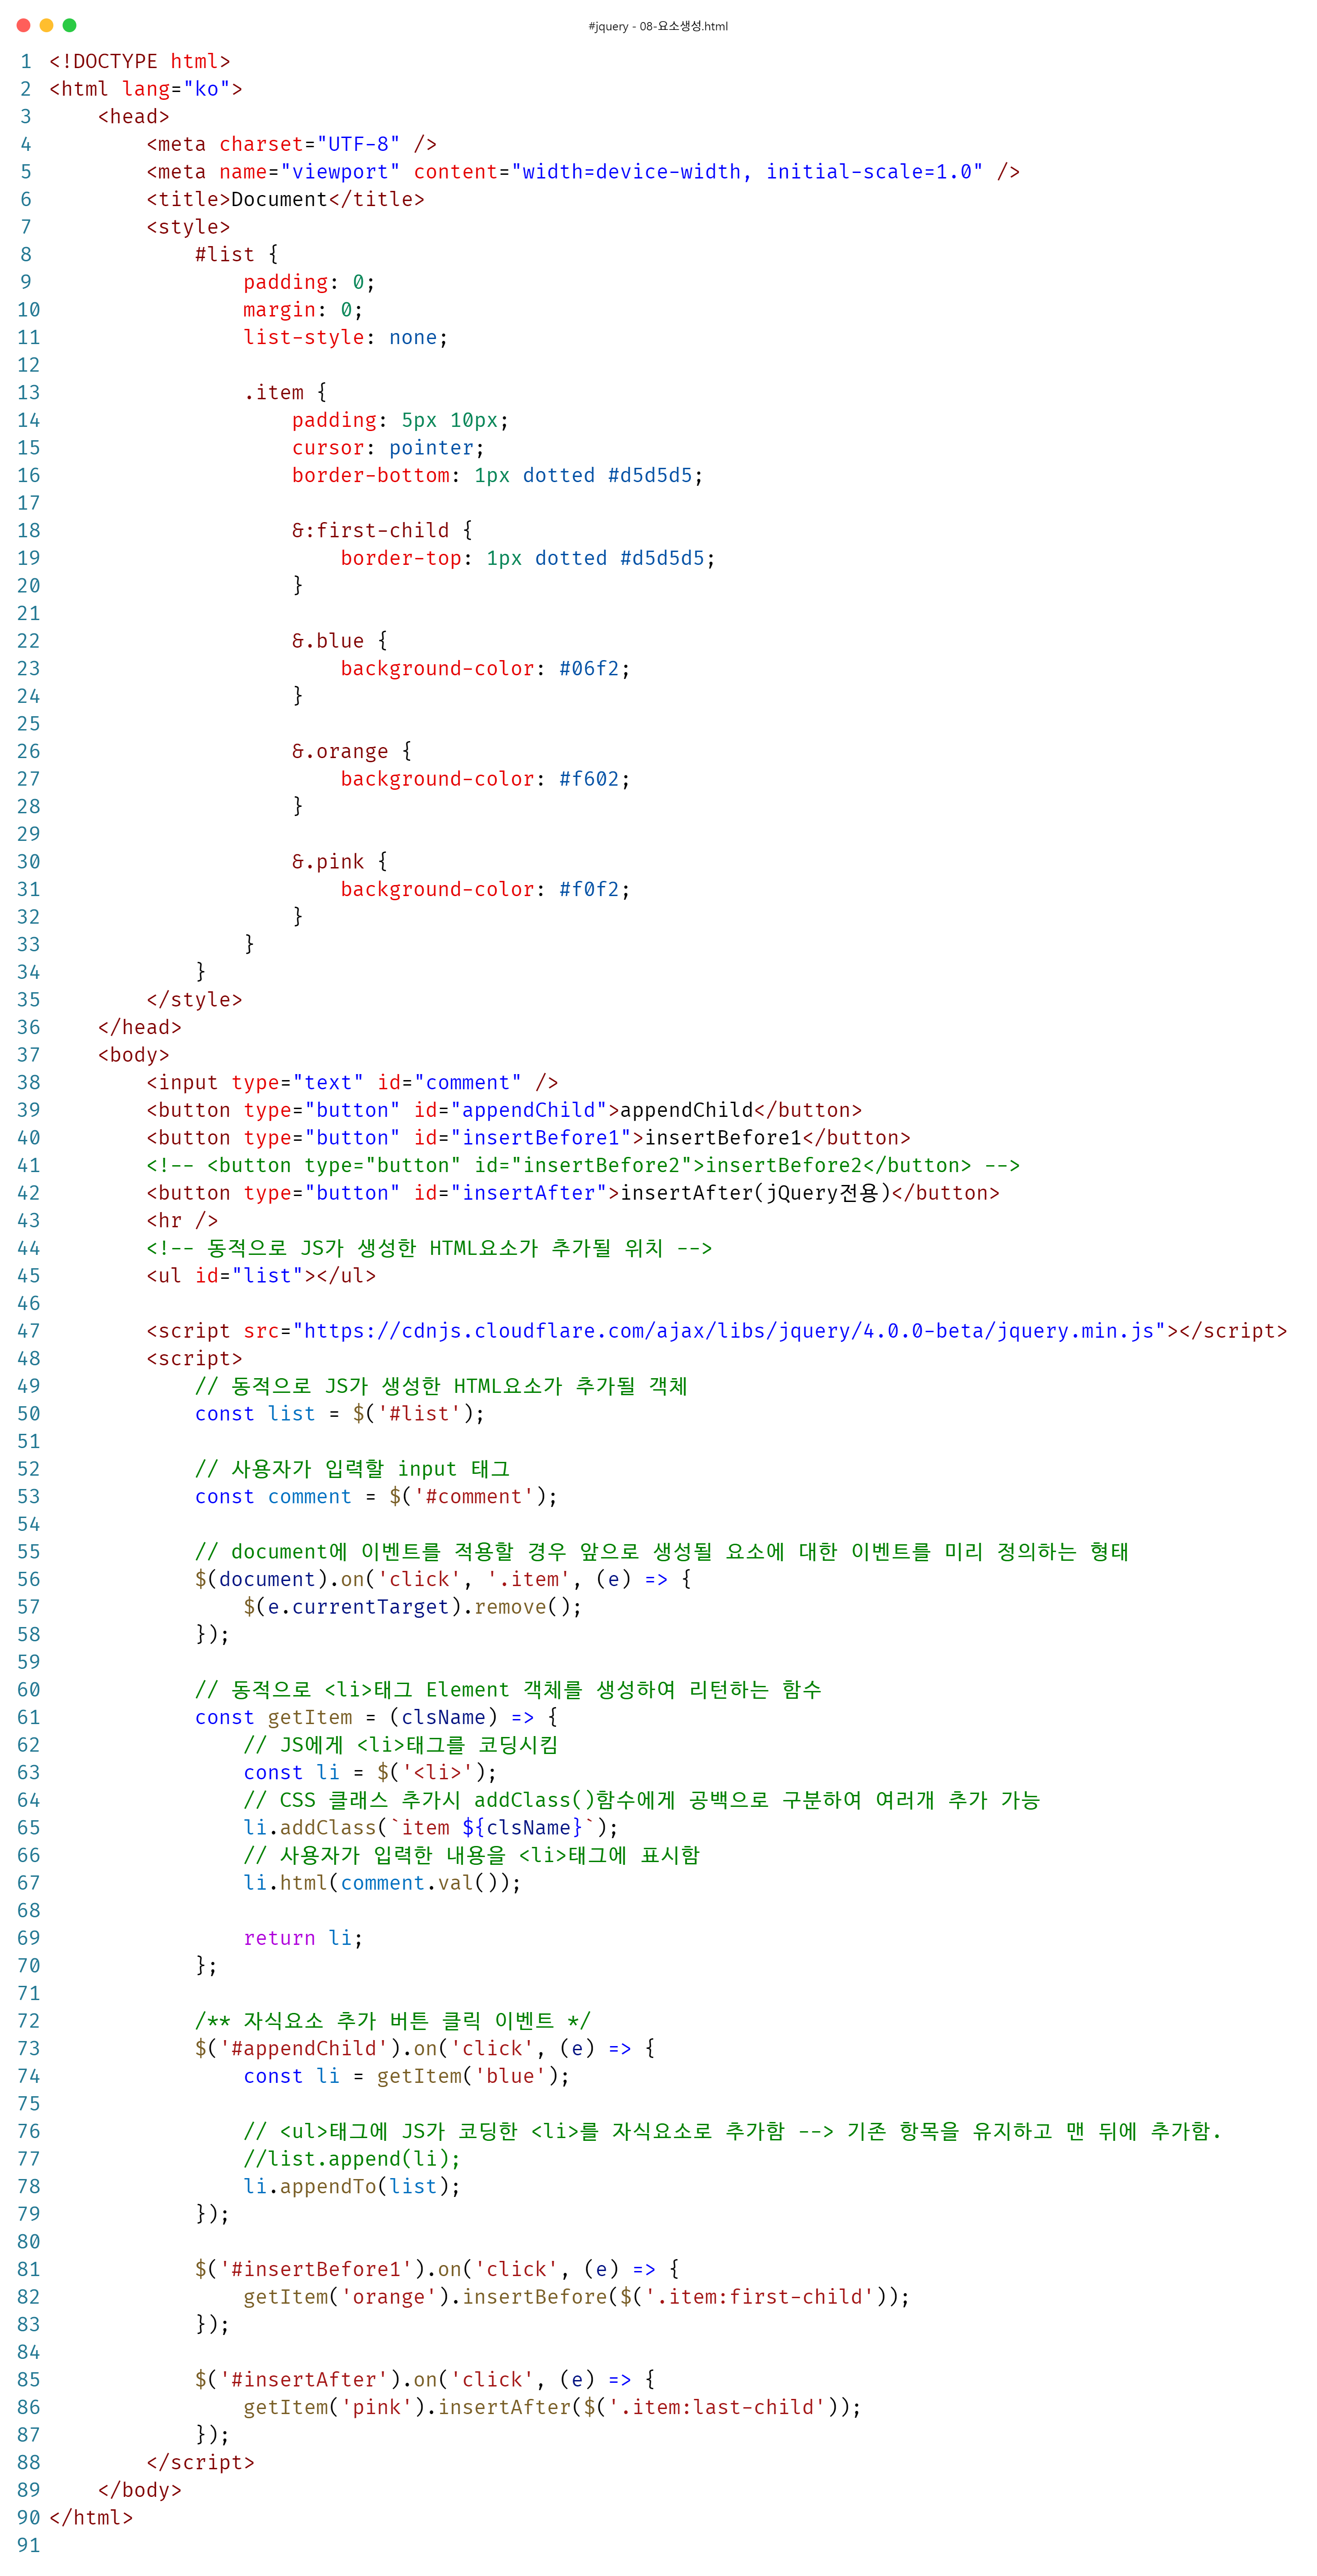 #jquery - 08-요소생성.html
1 <!DOCTYPE html>
2 <html lang="ko">
3     <head>
4         <meta charset="UTF-8" />
5         <meta name="viewport" content="width=device-width, initial-scale=1.0" />
6         <title>Document</title>
7         <style>
8             #list {
9                 padding: 0;
10                 margin: 0;
11                 list-style: none;
12
13                 .item {
14                     padding: 5px 10px;
15                     cursor: pointer;
16                     border-bottom: 1px dotted #d5d5d5;
17
18                     &:first-child {
19                         border-top: 1px dotted #d5d5d5;
20                     }
21
22                     &.blue {
23                         background-color: #06f2;
24                     }
25
26                     &.orange {
27                         background-color: #f602;
28                     }
29
30                     &.pink {
31                         background-color: #f0f2;
32                     }
33                 }
34             }
35         </style>
36     </head>
37     <body>
38         <input type="text" id="comment" />
39         <button type="button" id="appendChild">appendChild</button>
40         <button type="button" id="insertBefore1">insertBefore1</button>
41         <!-- <button type="button" id="insertBefore2">insertBefore2</button> -->
42         <button type="button" id="insertAfter">insertAfter(jQuery전용)</button>
43         <hr />
44         <!-- 동적으로 JS가 생성한 HTML요소가 추가될 위치 -->
45         <ul id="list"></ul>
46
47         <script src="https://cdnjs.cloudflare.com/ajax/libs/jquery/4.0.0-beta/jquery.min.js"></script>
48         <script>
49             // 동적으로 JS가 생성한 HTML요소가 추가될 객체
50             const list = $('#list');
51
52             // 사용자가 입력할 input 태그
53             const comment = $('#comment');
54
55             // document에 이벤트를 적용할 경우 앞으로 생성될 요소에 대한 이벤트를 미리 정의하는 형태
56             $(document).on('click', '.item', (e) => {
57                 $(e.currentTarget).remove();
58             });
59
60             // 동적으로 <li>태그 Element 객체를 생성하여 리턴하는 함수
61             const getItem = (clsName) => {
62                 // JS에게 <li>태그를 코딩시킴
63                 const li = $('<li>');
64                 // CSS 클래스 추가시 addClass()함수에게 공백으로 구분하여 여러개 추가 가능
65                 li.addClass(`item ${clsName}`);
66                 // 사용자가 입력한 내용을 <li>태그에 표시함
67                 li.html(comment.val());
68
69                 return li;
70             };
71
72             /** 자식요소 추가 버튼 클릭 이벤트 */
73             $('#appendChild').on('click', (e) => {
74                 const li = getItem('blue');
75
76                 // <ul>태그에 JS가 코딩한 <li>를 자식요소로 추가함 --> 기존 항목을 유지하고 맨 뒤에 추가함.
77                 //list.append(li);
78                 li.appendTo(list);
79             });
80
81             $('#insertBefore1').on('click', (e) => {
82                 getItem('orange').insertBefore($('.item:first-child'));
83             });
84
85             $('#insertAfter').on('click', (e) => {
86                 getItem('pink').insertAfter($('.item:last-child'));
87             });
88         </script>
89     </body>
90 </html>
91